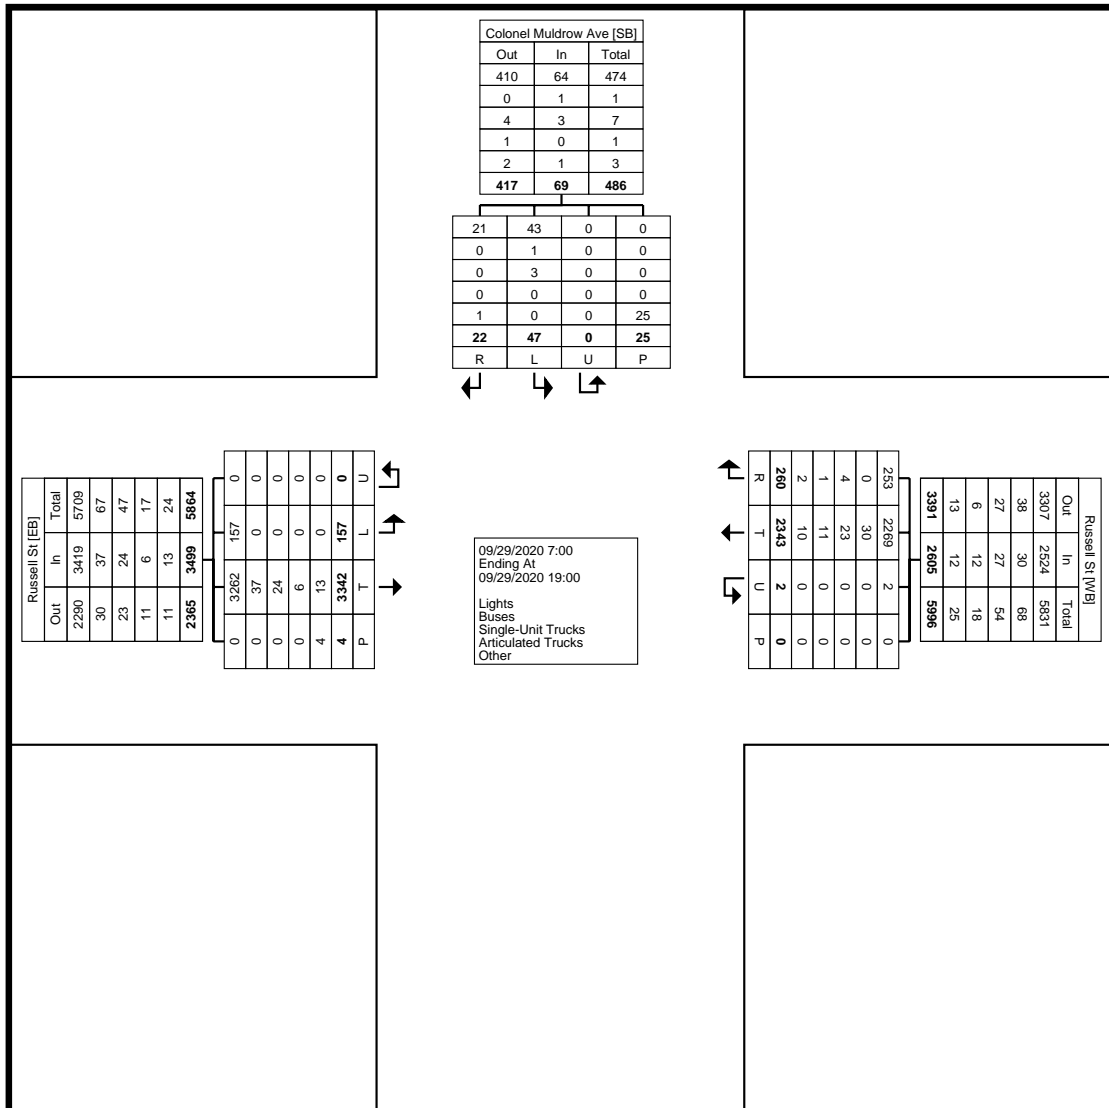 Colonel Muldrow Ave [SB]
Out In Total
410 64 474
0 1 1
4 3 7
1 0 1
2 1 3
417 69 486
21 43 0 0
0 1 0 0
0 3 0 0
0 0 0 0
1 0 0 25
22 47 0 25
R L U P
Russell St [EB]
Out In Total
2290 3419 5709
30 37 67
23 24 47
11 6 17
11 13 24
2365 3499 5864
0 3262 157 0
0 37 0 0
0 24 0 0
0 6 0 0
4 13 0 0
4 3342 157 0
P T L U
09/29/2020 7:00
Ending At
09/29/2020 19:00
Lights
Buses
Single-Unit Trucks
Articulated Trucks
Other
Russell St [WB]
Out In Total
3307 2524 5831
38 30 68
27 27 54
6 12 18
13 12 25
3391 2605 5996
253 2269 2 0
0 30 0 0
4 23 0 0
1 11 0 0
2 10 0 0
260 2343 2 0
R T U P